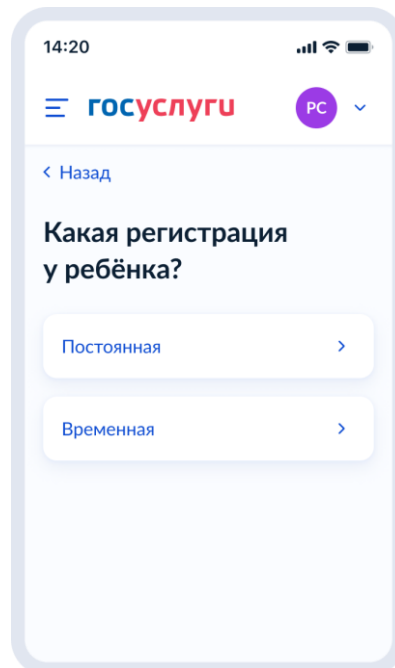 14:20
госуслуги
РС
Назад
Какая регистрация
у ребёнка?
Постоянная
Временная